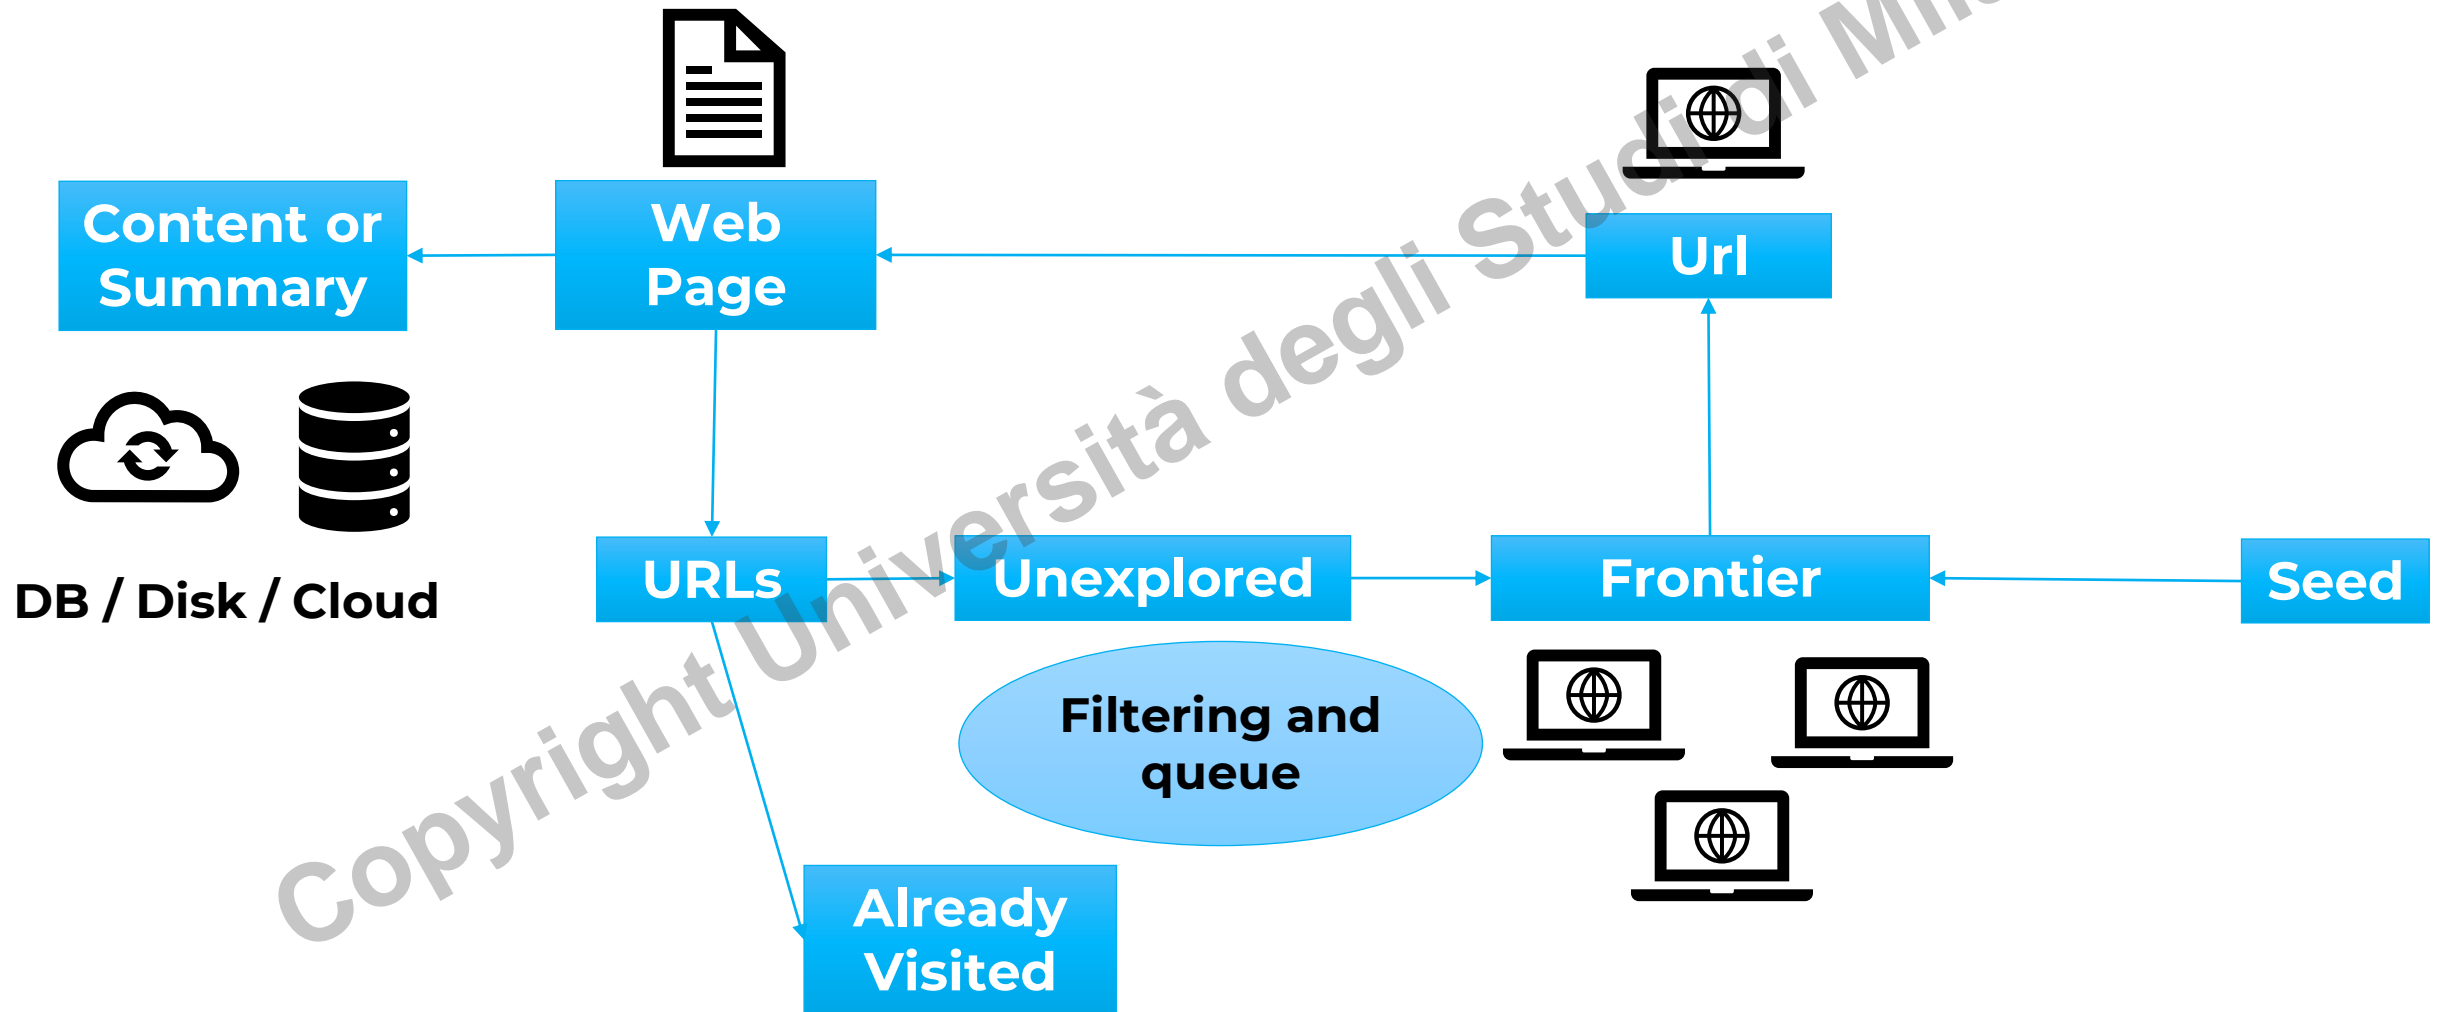 Content or
Summary
Web
Page
Url
DB / Disk / Cloud
URLs
Unexplored
Frontier
Seed
Filtering and
queue
Already
Visited
Copyright Università degli Studi di